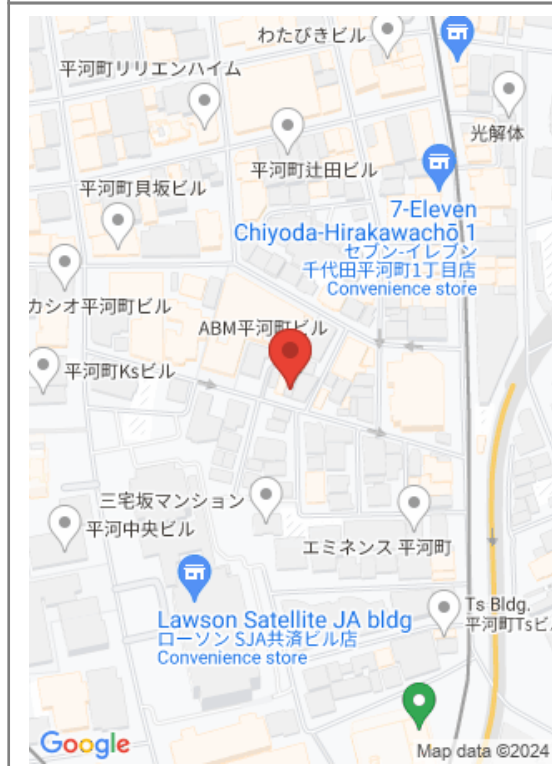 わたびきビル
平河町リリエンハイム
光解体
平河町辻田ビル
平河町貝坂ビル
7-Eleven
Chiyoda-Hirakawachō 1
セブン-イレブン
千代田平河町1丁目店
Convenience store
カシオ平河町ビル
ABM平河町ビル
平河町Ksビル
三宅坂マンション
平河中央ビル
エミネンス 平河町
Lawson Satellite JA bldg
ローソン SJA共済ビル店
Convenience store
Ts Bldg.
平河町Tsビ
Google
Map data ©2024